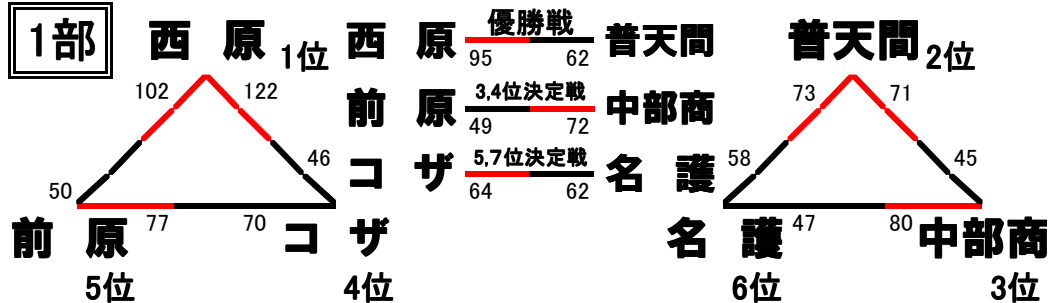 1部
西 原 1位
102 122
50 46
77 70
前 原 コ ザ
5位 4位
西 原 優勝戦 普天間
95 62
前 原 3,4位決定戦 中部商
49 72
コ ザ 5,7位決定戦 名 護
64 62
普天間 2位
73 71
58 45
47 80
名 護 中部商
6位 3位